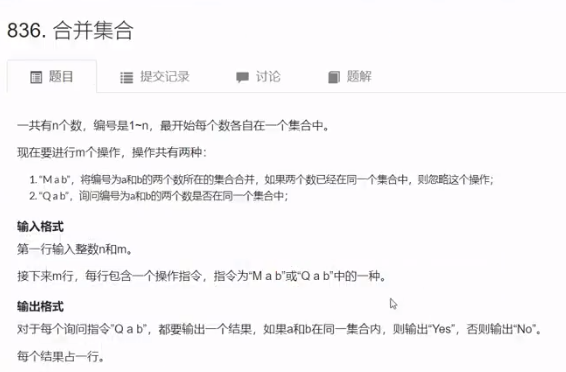 836. 合并集合
题目 提交记录 讨论 题解
一共有n个数，编号是1~n，最开始每个数各自在一个集合中。
现在要进行m个操作，操作共有两种：
1. “M a b”，将编号为a和b的两个数所在的集合合并，如果两个数已经在同一个集合中，则忽略这个操作；
2. “Q a b”，询问编号为a和b的两个数是否在同一个集合中；
输入格式
第一行输入整数n和m。
接下来m行，每行包含一个操作指令，指令为“M a b”或“Q a b”中的一种。
输出格式
对于每个询问指令”Q a b”，都要输出一个结果，如果a和b在同一集合内，则输出“Yes”，否则输出“No”。
每个结果占一行。